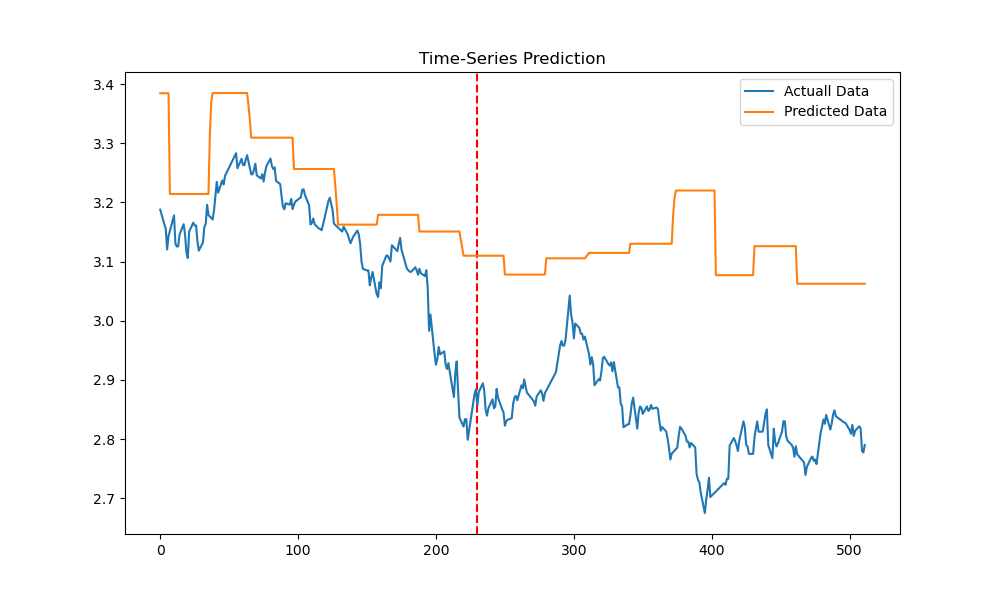 Time-Series Prediction
Actuall Data
Predicted Data
3.4
3.3
3.2
3.1
3.0
2.9
2.8
2.7
0 100 200 300 400 500